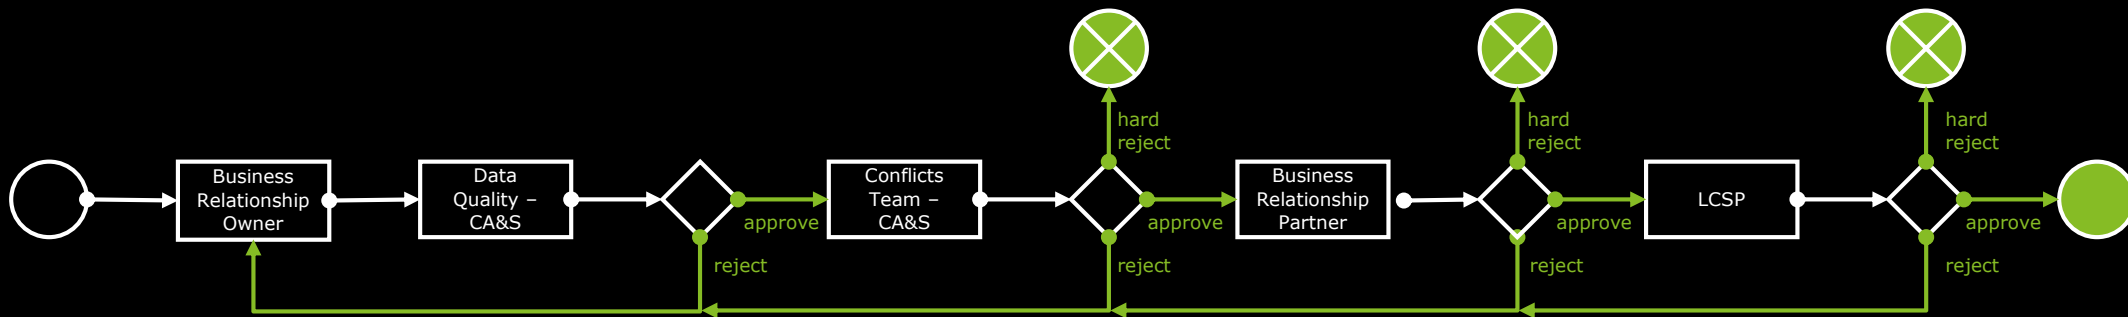 hard
reject
hard
reject
hard
reject
Business
Relationship
Owner
Data
Quality –
CA&S
approve
reject
Conflicts
Team –
CA&S
approve
reject
Business
Relationship
Partner
approve
reject
LCSP
approve
reject